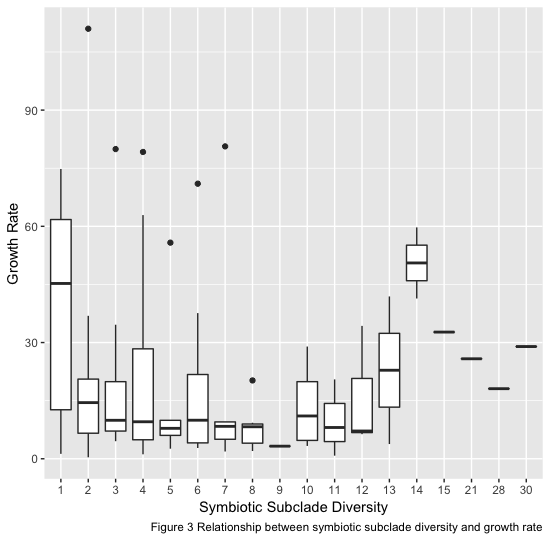 90
60
30
0
Growth Rate
1 2 3 4 5 6 7 8 9 10 11 12 13 14 15 21 28 30
Symbiotic Subclade Diversity
Figure 3 Relationship between symbiotic subclade diversity and growth rate